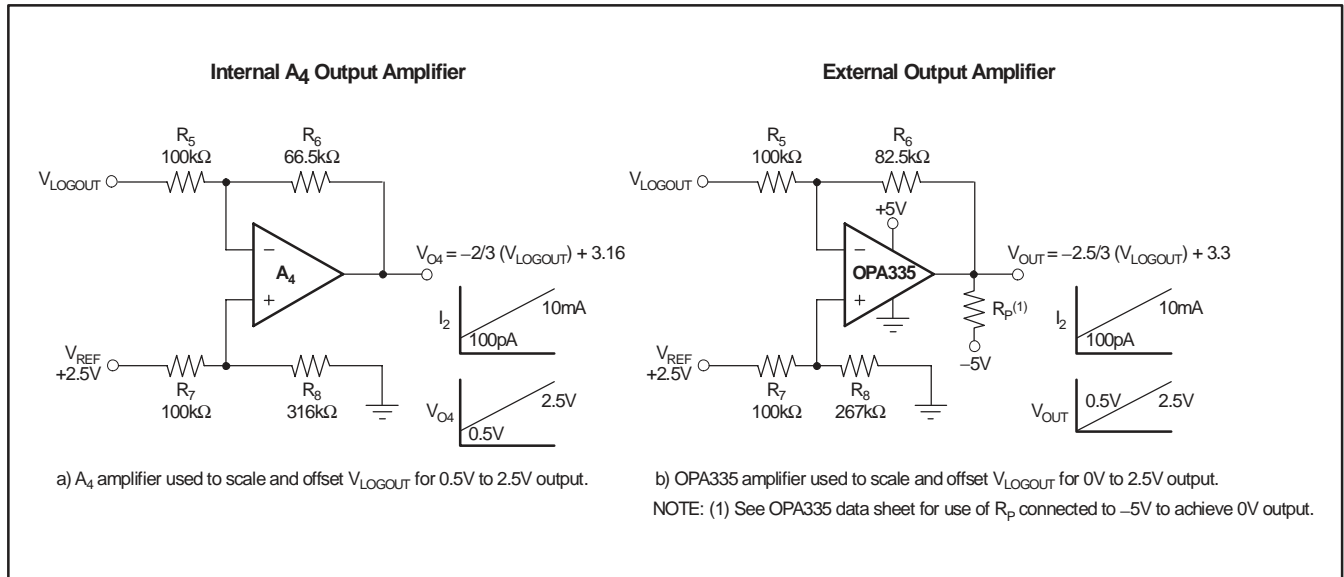 Internal A4 Output Amplifier
R5
100kΩ
R6
66.5kΩ
VLOGOUT
−
A4
+
VO4 = −2/3 (VLOGOUT) + 3.16
I2
10mA
100pA
VREF
+2.5V
R7
100kΩ
R8
316kΩ
VO4
2.5V
0.5V
a) A4 amplifier used to scale and offset VLOGOUT for 0.5V to 2.5V output.
External Output Amplifier
R5
100kΩ
R6
82.5kΩ
VLOGOUT
+5V
−
OPA335
+
VOUT = −2.5/3 (VLOGOUT) + 3.3
RP(1)
−5V
I2
10mA
100pA
VREF
+2.5V
R7
100kΩ
R8
267kΩ
VOUT
0.5V
2.5V
b) OPA335 amplifier used to scale and offset VLOGOUT for 0V to 2.5V output.
NOTE: (1) See OPA335 data sheet for use of RP connected to −5V to achieve 0V output.